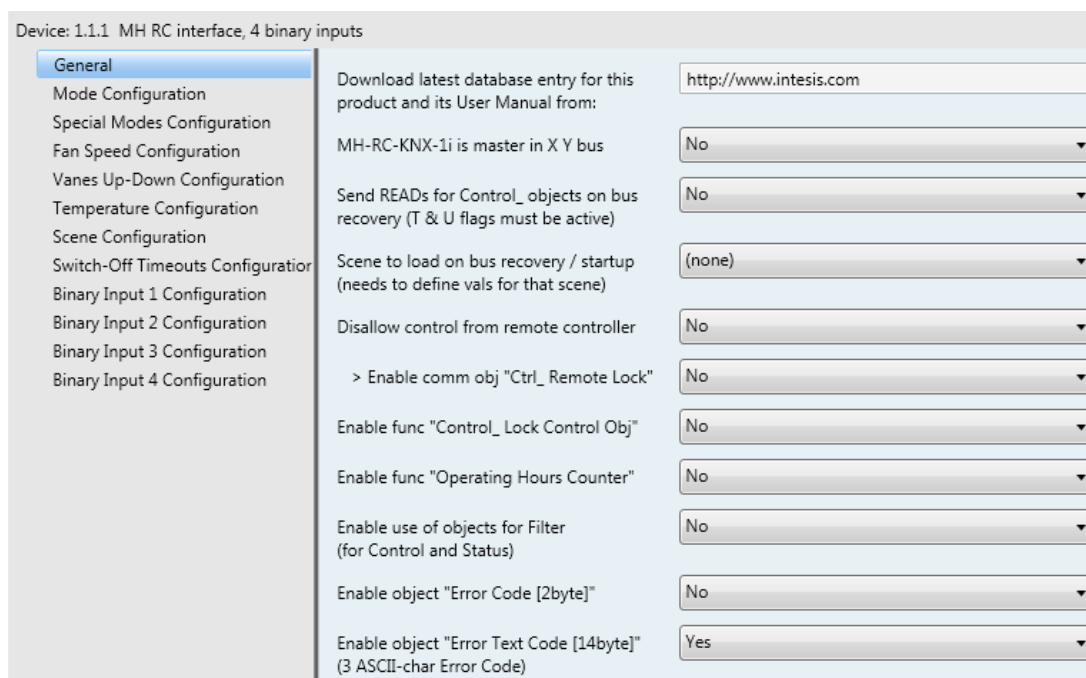 Device: 1.1.1 MH RC interface, 4 binary inputs
General
Mode Configuration
Special Modes Configuration
Fan Speed Configuration
Vanes Up-Down Configuration
Temperature Configuration
Scene Configuration
Switch-Off Timeouts Configuration
Binary Input 1 Configuration
Binary Input 2 Configuration
Binary Input 3 Configuration
Binary Input 4 Configuration
Download latest database entry for this
product and its User Manual from:
http://www.intesis.com
MH-RC-KNX-1i is master in X Y bus
No
Send READs for Control_ objects on bus
recovery (T & U flags must be active)
No
Scene to load on bus recovery / startup
(needs to define vals for that scene)
(none)
Disallow control from remote controller
No
> Enable comm obj "Ctrl_ Remote Lock"
No
Enable func "Control_ Lock Control Obj"
No
Enable func "Operating Hours Counter"
No
Enable use of objects for Filter
(for Control and Status)
No
Enable object "Error Code [2byte]"
No
Enable object "Error Text Code [14byte]"
(3 ASCII-char Error Code)
Yes